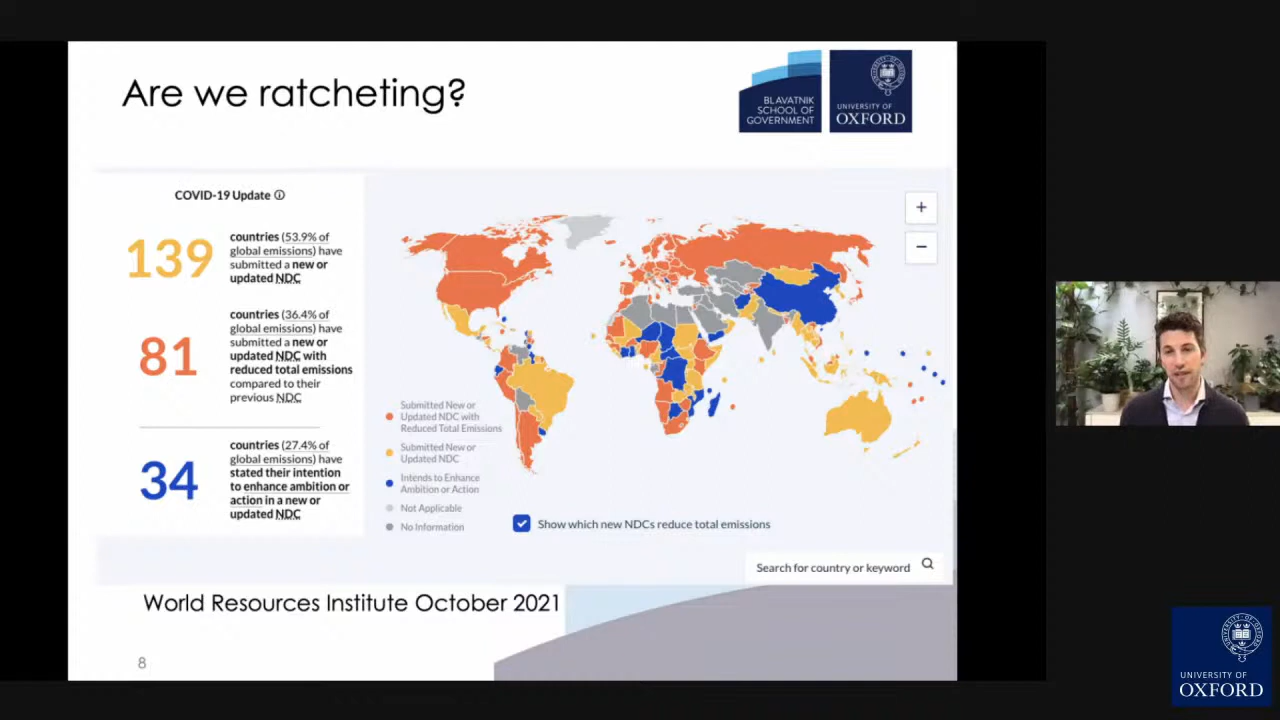 Are we ratcheting?
BLAVATNIK
SCHOOL OF
GOVERNMENT
UNIVERSITY OF
OXFORD
COVID-19 Update
139
countries (53.9% of
global emissions) have
submitted a new or
updated NDC
81
countries (36.4% of
global emissions) have
submitted a new or
updated NDC with
reduced total emissions
compared to their
previous NDC
34
countries (27.4% of
global emissions) have
stated their intention
to enhance ambition or
action in a new or
updated NDC
+
−
Submitted New or
Updated NDC with
Reduced Total Emissions
Submitted New or
Updated NDC
Intends to Enhance
Ambition or Action
Not Applicable
No Information
Show which new NDCs reduce total emissions
Search for country or keyword
World Resources Institute October 2021
8
UNIVERSITY OF
OXFORD